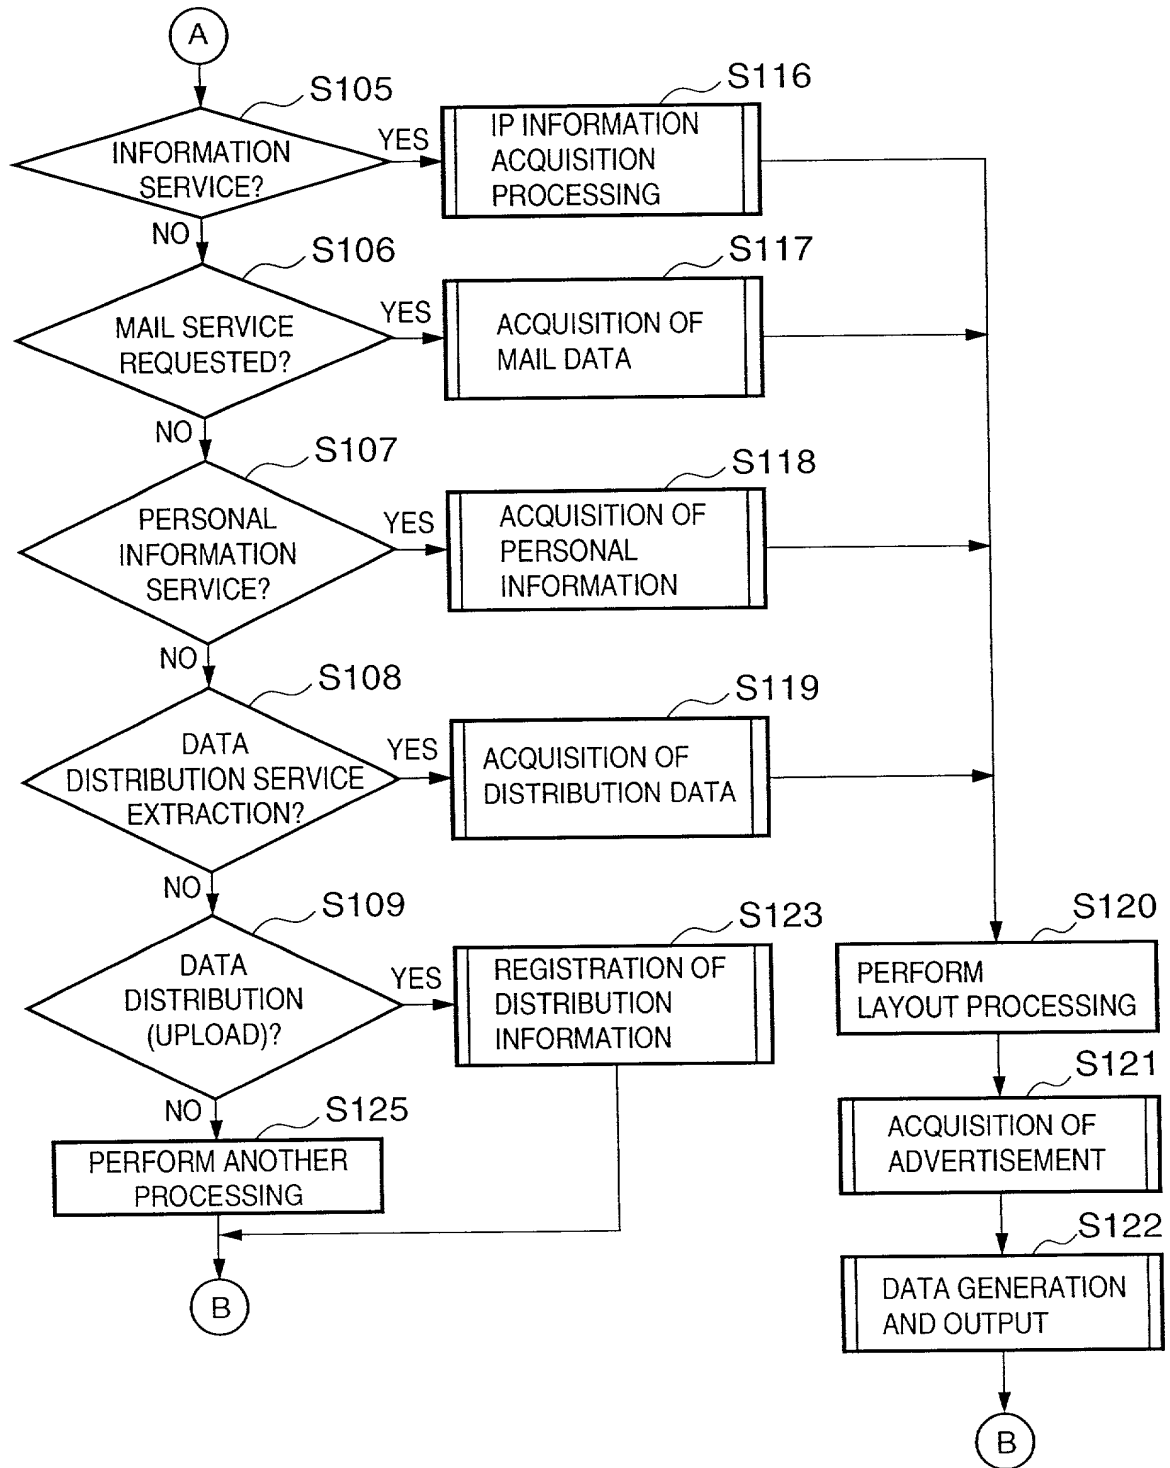 A
S105
INFORMATION
SERVICE?
YES
NO
S116
IP INFORMATION
ACQUISITION
PROCESSING
S106
MAIL SERVICE
REQUESTED?
YES
NO
S117
ACQUISITION OF
MAIL DATA
S107
PERSONAL
INFORMATION
SERVICE?
YES
NO
S118
ACQUISITION OF
PERSONAL
INFORMATION
S108
DATA
DISTRIBUTION SERVICE
EXTRACTION?
YES
NO
S119
ACQUISITION OF
DISTRIBUTION DATA
S109
DATA
DISTRIBUTION
(UPLOAD)?
YES
NO
S123
REGISTRATION OF
DISTRIBUTION
INFORMATION
S125
PERFORM ANOTHER
PROCESSING
B
S120
PERFORM
LAYOUT PROCESSING
S121
ACQUISITION OF
ADVERTISEMENT
S122
DATA GENERATION
AND OUTPUT
B